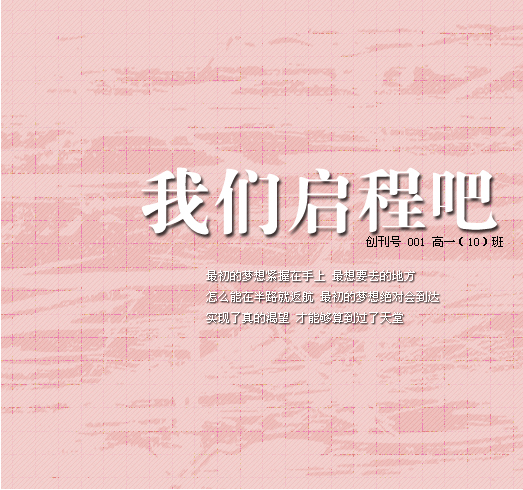 我们启程吧
创刊号 001 高一（10）班
最初的梦想紧握在手上 最想要去的地方
怎么能在半路就返航 最初的梦想绝对会到达
实现了真的渴望 才能够算到过了天堂